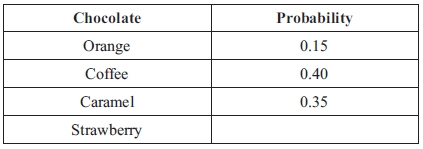 Chocolate Probability
Orange 0.15
Coffee 0.40
Caramel 0.35
Strawberry